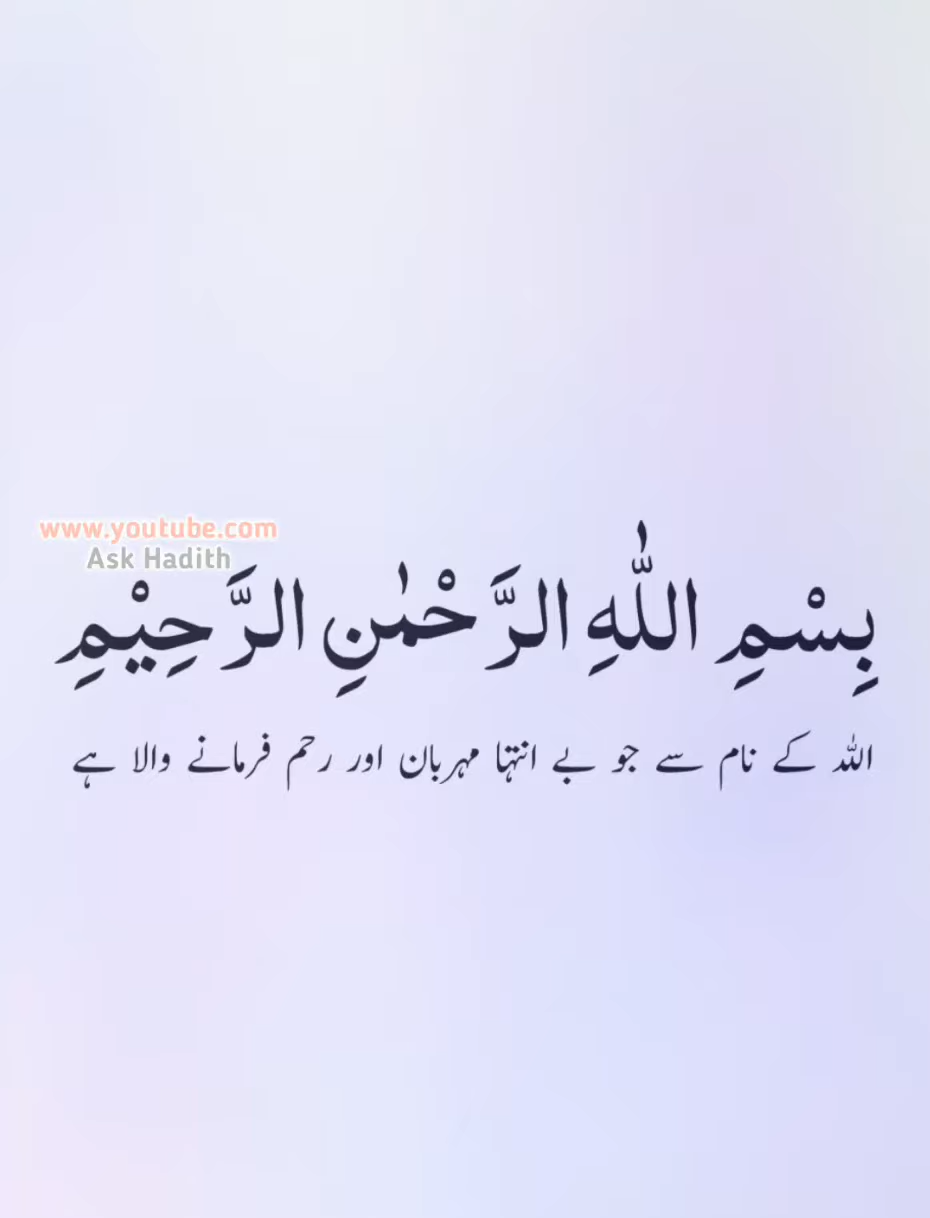 www.youtube.com
Ask Hadith
بِسْمِ اللّٰهِ الرَّحْمٰنِ الرَّحِيْمِ
اللہ کے نام سے جو بے انتہا مہربان اور رحم فرمانے والا ہے